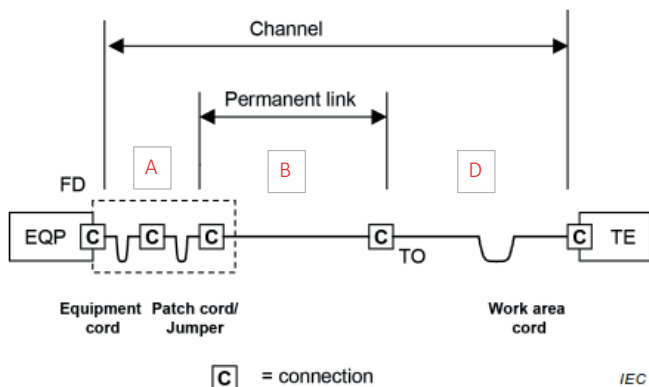 Channel
Permanent link
A
B
D
FD
EQP
C
C
C
C
TO
C
TE
Equipment
cord
Patch cord/
Jumper
Work area
cord
C = connection
IEC